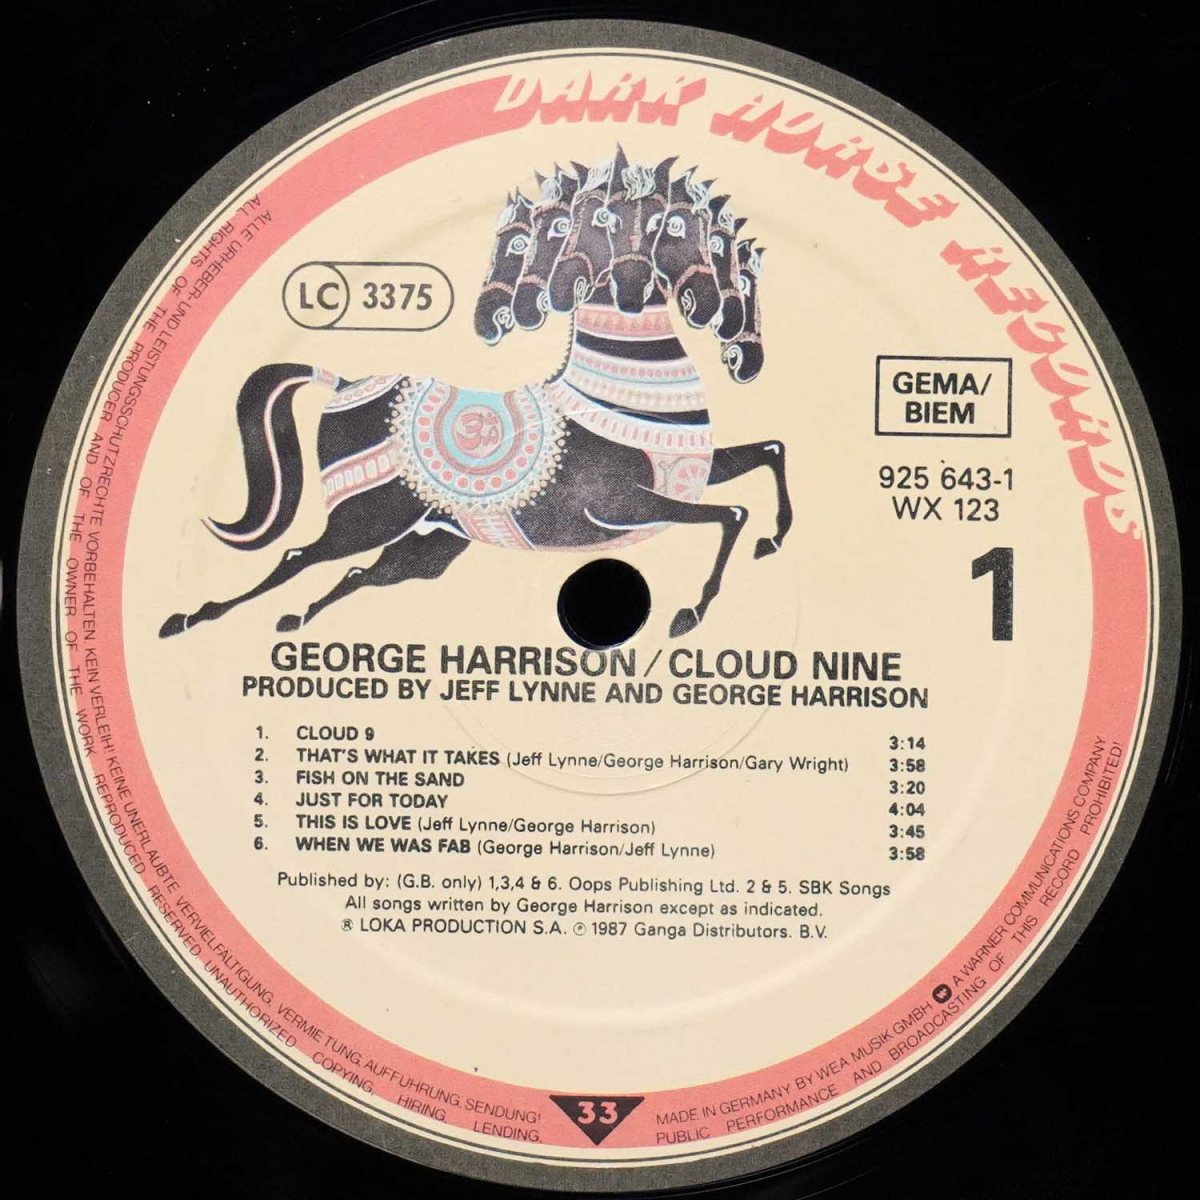 DARK HORSE RECORDS
LC 3375
GEMA/
BIEM
925 643-1
WX 123
1
GEORGE HARRISON / CLOUD NINE
PRODUCED BY JEFF LYNNE AND GEORGE HARRISON
1. CLOUD 9 3:14
2. THAT'S WHAT IT TAKES (Jeff Lynne/George Harrison/Gary Wright) 3:58
3. FISH ON THE SAND 3:20
4. JUST FOR TODAY 4:04
5. THIS IS LOVE (Jeff Lynne/George Harrison) 3:45
6. WHEN WE WAS FAB (George Harrison/Jeff Lynne) 3:58
Published by: (G.B. only) 1,3,4 & 6. Oops Publishing Ltd. 2 & 5. SBK Songs
All songs written by George Harrison except as indicated.
® LOKA PRODUCTION S.A. ℗ 1987 Ganga Distributors. B.V.
ALLE URHEBER- UND LEISTUNGSSCHUTZRECHTE VORBEHALTEN. KEIN VERLEIH! KEINE UNERLAUBTE VERVIELFÄLTIGUNG, VERMIETUNG, AUFFÜHRUNG, SENDUNG!
ALL RIGHTS OF THE PRODUCER AND OF THE OWNER OF THE WORK REPRODUCED RESERVED UNAUTHORIZED COPYING, HIRING, LENDING,
33
MADE IN GERMANY BY WEA MUSIK GMBH A WARNER COMMUNICATIONS COMPANY
PUBLIC PERFORMANCE AND BROADCASTING OF THIS RECORD PROHIBITED!